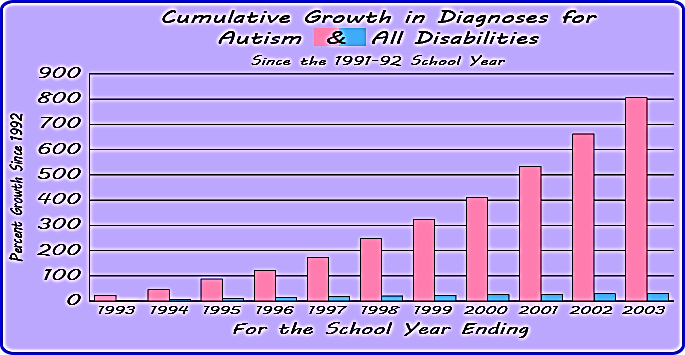 Cumulative Growth in Diagnoses for
Autism & All Disabilities
Since the 1991-92 School Year
Percent Growth Since 1992
900
800
700
600
500
400
300
200
100
0
1993 1994 1995 1996 1997 1998 1999 2000 2001 2002 2003
For the School Year Ending